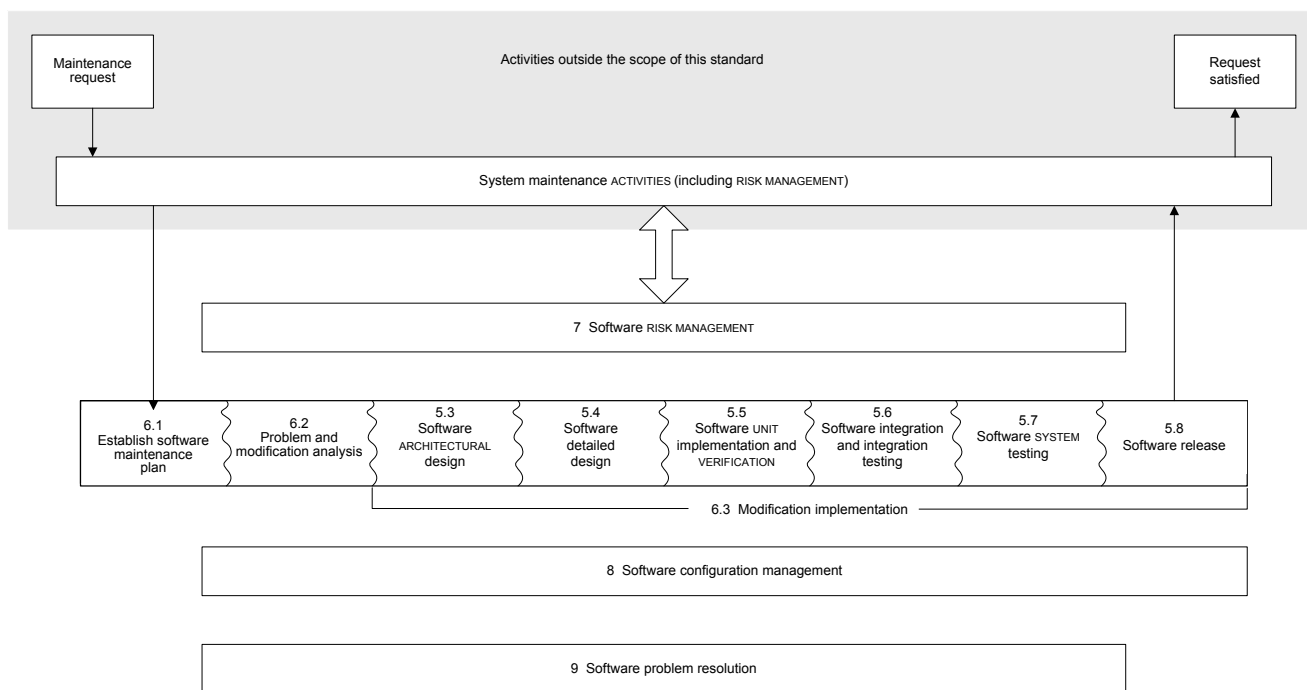 Maintenance
request
Activities outside the scope of this standard
Request
satisfied
System maintenance ACTIVITIES (including RISK MANAGEMENT)
7 Software RISK MANAGEMENT
6.1
Establish software
maintenance
plan
6.2
Problem and
modification analysis
5.3
Software
ARCHITECTURAL
design
5.4
Software
detailed
design
5.5
Software UNIT
implementation and
VERIFICATION
5.6
Software integration
and integration
testing
5.7
Software SYSTEM
testing
5.8
Software release
6.3 Modification implementation
8 Software configuration management
9 Software problem resolution